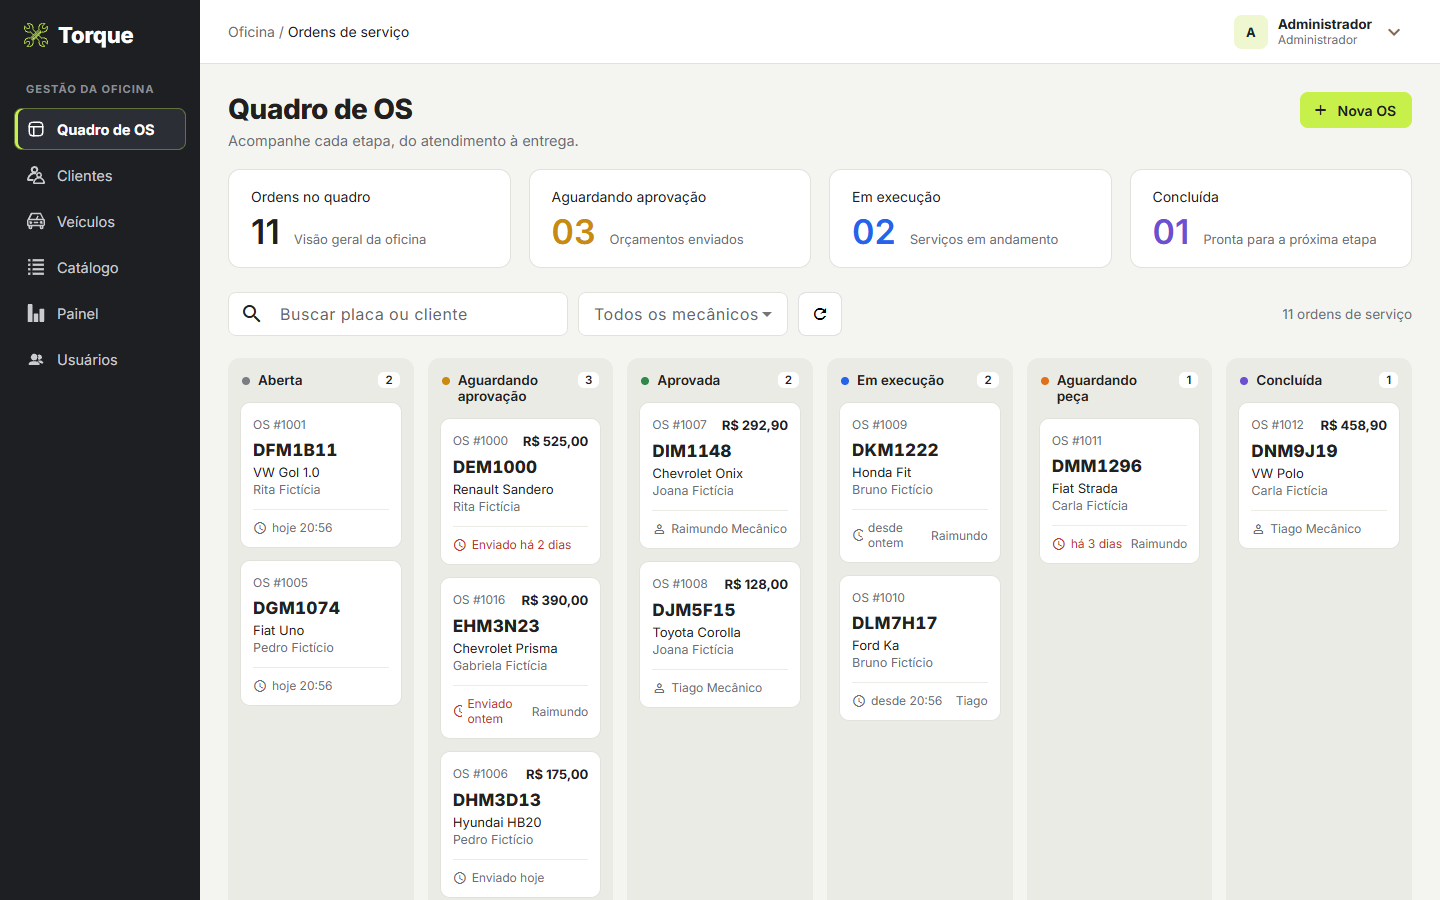 Torque
GESTÃO DA OFICINA
Quadro de OS
Clientes
Veículos
Catálogo
Painel
Usuários
Oficina / Ordens de serviço
A
Administrador
Administrador
Quadro de OS
Acompanhe cada etapa, do atendimento à entrega.
+ Nova OS
Ordens no quadro
11 Visão geral da oficina
Aguardando aprovação
03 Orçamentos enviados
Em execução
02 Serviços em andamento
Concluída
01 Pronta para a próxima etapa
Buscar placa ou cliente
Todos os mecânicos
11 ordens de serviço
Aberta 2
OS #1001
DFM1B11
VW Gol 1.0
Rita Fictícia
hoje 20:56
OS #1005
DGM1074
Fiat Uno
Pedro Fictício
hoje 20:56
Aguardando 3
aprovação
OS #1000 R$ 525,00
DEM1000
Renault Sandero
Rita Fictícia
Enviado há 2 dias
OS #1016 R$ 390,00
EHM3N23
Chevrolet Prisma
Gabriela Fictícia
Enviado
ontem
Raimundo
OS #1006 R$ 175,00
DHM3D13
Hyundai HB20
Pedro Fictício
Enviado hoje
Aprovada 2
OS #1007 R$ 292,90
DIM1148
Chevrolet Onix
Joana Fictícia
Raimundo Mecânico
OS #1008 R$ 128,00
DJM5F15
Toyota Corolla
Joana Fictícia
Tiago Mecânico
Em execução 2
OS #1009
DKM1222
Honda Fit
Bruno Fictício
desde
ontem
Raimundo
OS #1010
DLM7H17
Ford Ka
Bruno Fictício
desde 20:56 Tiago
Aguardando 1
peça
OS #1011
DMM1296
Fiat Strada
Carla Fictícia
há 3 dias Raimundo
Concluída 1
OS #1012 R$ 458,90
DNM9J19
VW Polo
Carla Fictícia
Tiago Mecânico